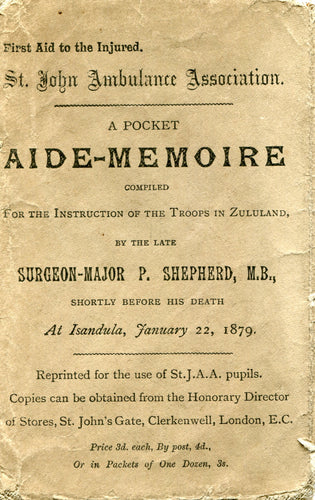 First Aid to the Injured.
St. John Ambulance Association.
A POCKET
AIDE-MEMOIRE
COMPILED
FOR THE INSTRUCTION OF THE TROOPS IN ZULULAND,
BY THE LATE
SURGEON-MAJOR P. SHEPHERD, M.B.,
SHORTLY BEFORE HIS DEATH
At Isandula, January 22, 1879.
Reprinted for the use of St.J.A.A. pupils.
Copies can be obtained from the Honorary Director
of Stores, St. John's Gate, Clerkenwell, London, E.C.
Price 3d. each, By post, 4d.,
Or in Packets of One Dozen, 3s.